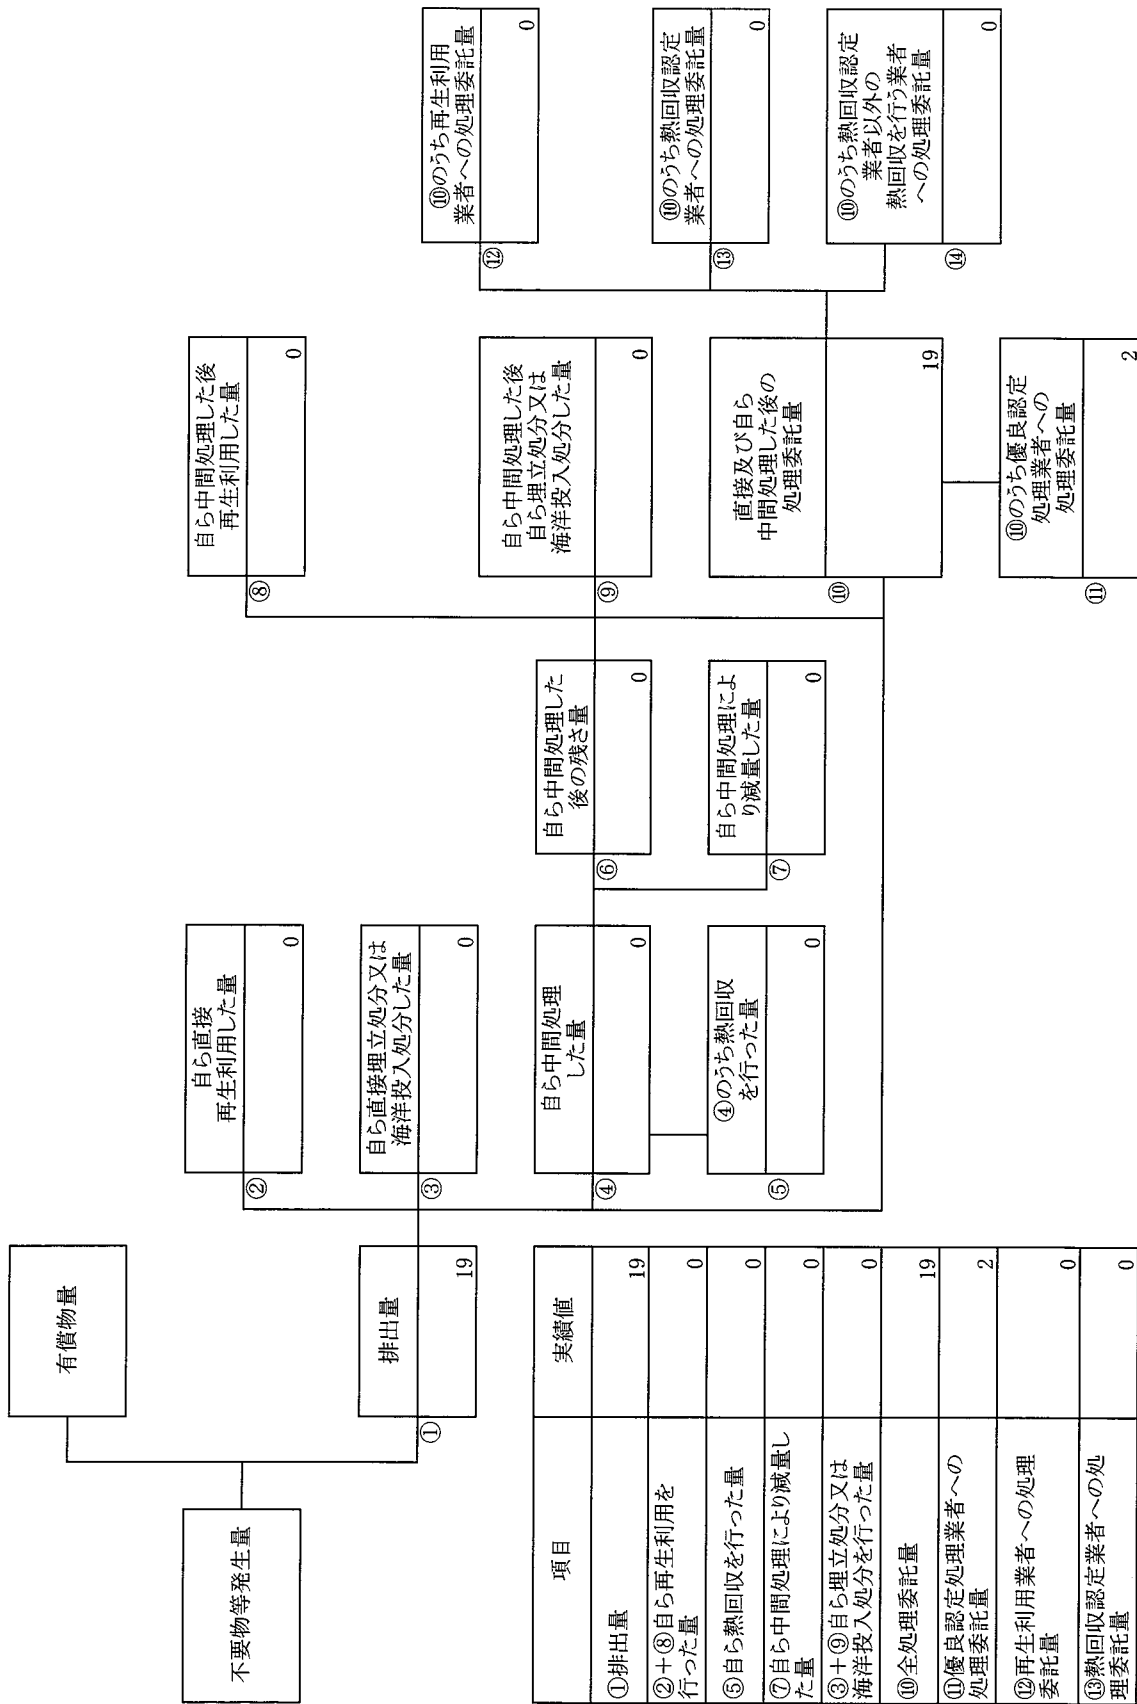 不要物等発生量
有償物量
①
排出量
19
②
自ら直接
再生利用した量
0
③
自ら直接埋立処分又は
海洋投入処分した量
0
④
自ら中間処理
した量
0
⑤
④のうち熱回収
を行った量
0
⑥
自ら中間処理した
後の残さ量
0
⑦
自ら中間処理によ
り減量した量
0
⑧
自ら中間処理した後
再生利用した量
0
⑨
自ら中間処理した後
自ら埋立処分又は
海洋投入処分した量
0
⑩
直接及び自ら
中間処理した後の
処理委託量
19
⑪
⑩のうち優良認定
処理業者への
処理委託量
2
⑫
⑩のうち再生利用
業者への処理委託量
0
⑬
⑩のうち熱回収認定
業者への処理委託量
0
⑭
⑩のうち熱回収認定
業者以外の
熱回収を行う業者
への処理委託量
0
項目 実績値
①排出量 19
②+⑧自ら再生利用を
行った量 0
⑤自ら熱回収を行った量 0
⑦自ら中間処理により減量し
た量 0
③+⑨自ら埋立処分又は
海洋投入処分を行った量 0
⑩全処理委託量 19
⑪優良認定処理業者への
処理委託量 2
⑫再生利用業者への処理
委託量 0
⑬熱回収認定業者への処
理委託量 0